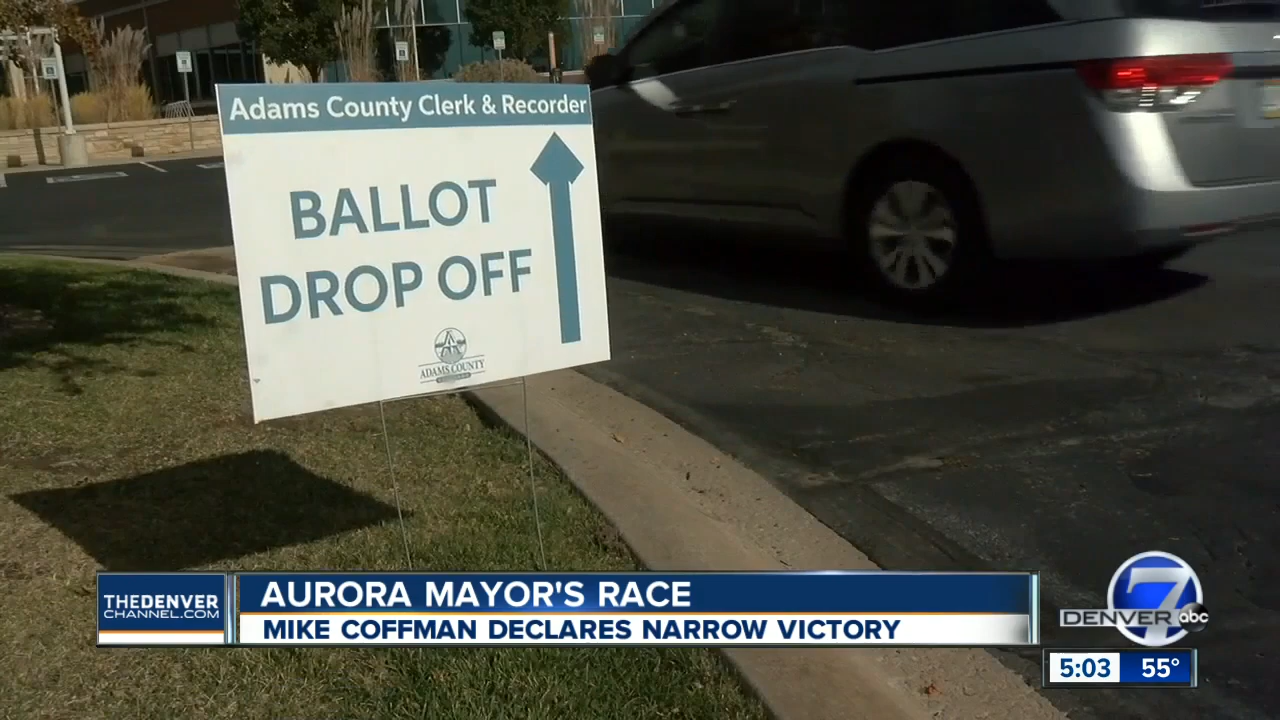 Adams County Clerk & Recorder
BALLOT
DROP OFF
ADAMS COUNTY
THEDENVER
CHANNEL.COM
AURORA MAYOR'S RACE
MIKE COFFMAN DECLARES NARROW VICTORY
DENVER 7 abc
5:03 55°